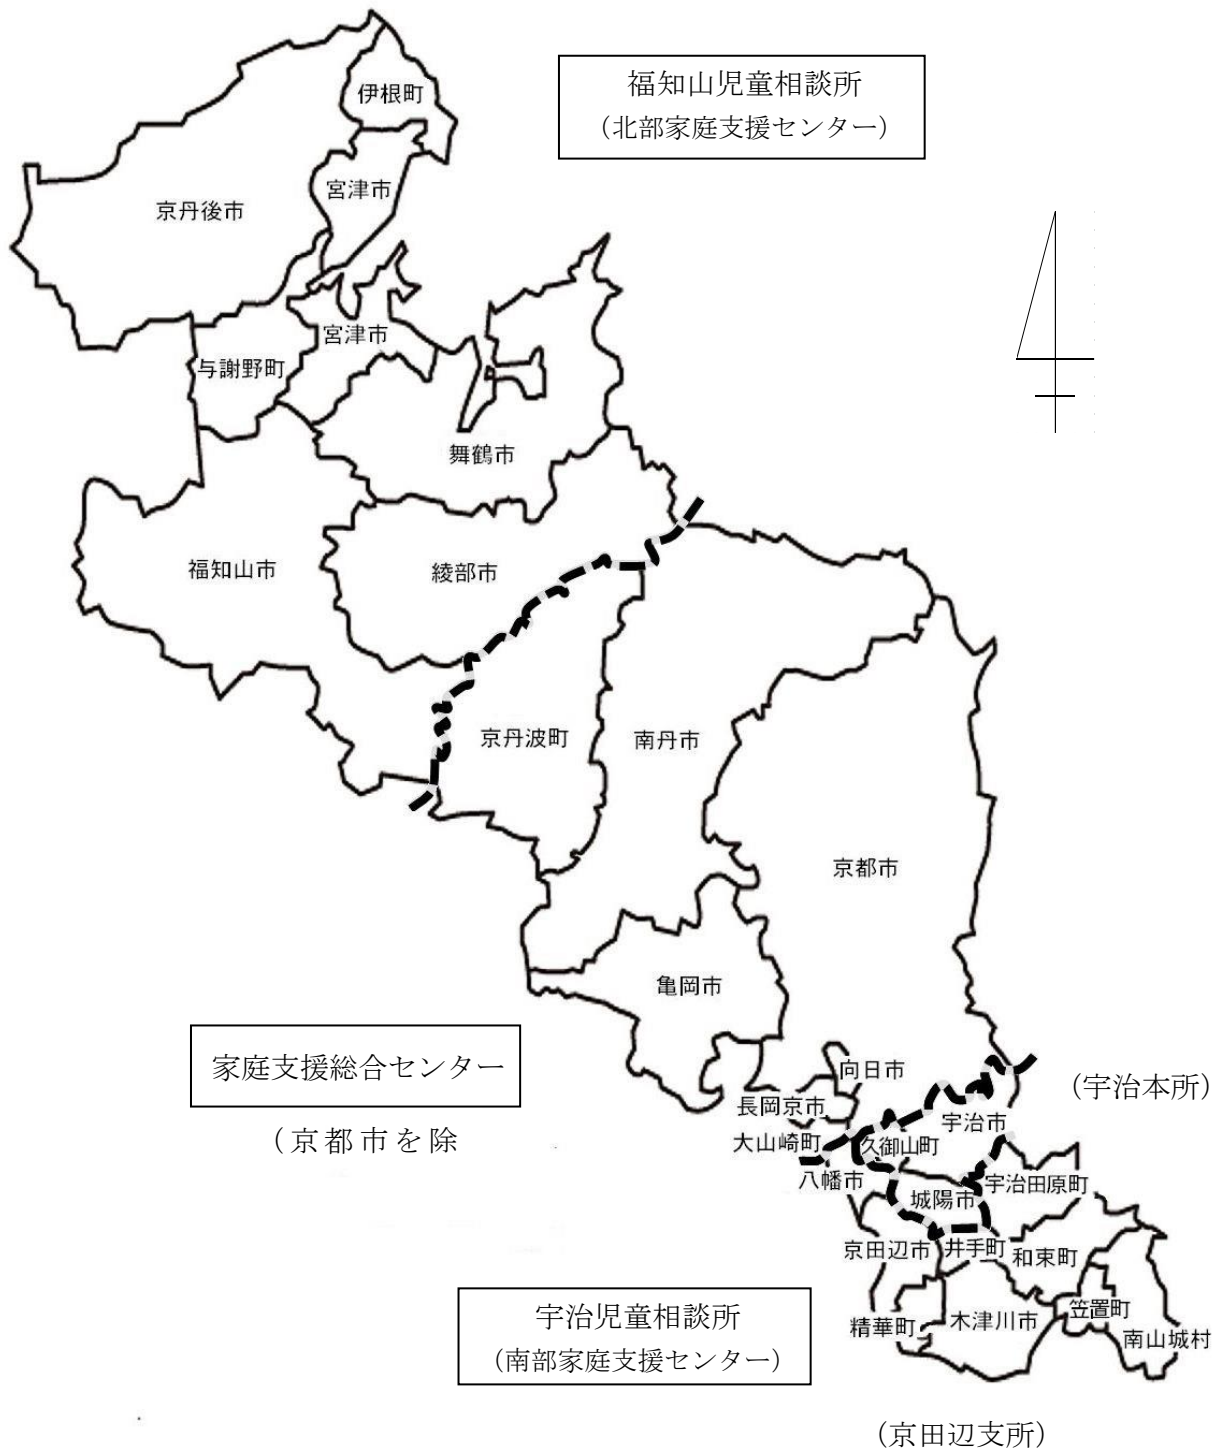 福知山児童相談所
（北部家庭支援センター）
伊根町
宮津市
京丹後市
宮津市
与謝野町
舞鶴市
福知山市
綾部市
京丹波町
南丹市
京都市
亀岡市
家庭支援総合センター
（京都市を除
向日市
（宇治本所）
長岡京市
宇治市
大山崎町
久御山町
八幡市
宇治田原町
城陽市
京田辺市
井手町
和束町
笠置町
木津川市
精華町
南山城村
宇治児童相談所
（南部家庭支援センター）
（京田辺支所）